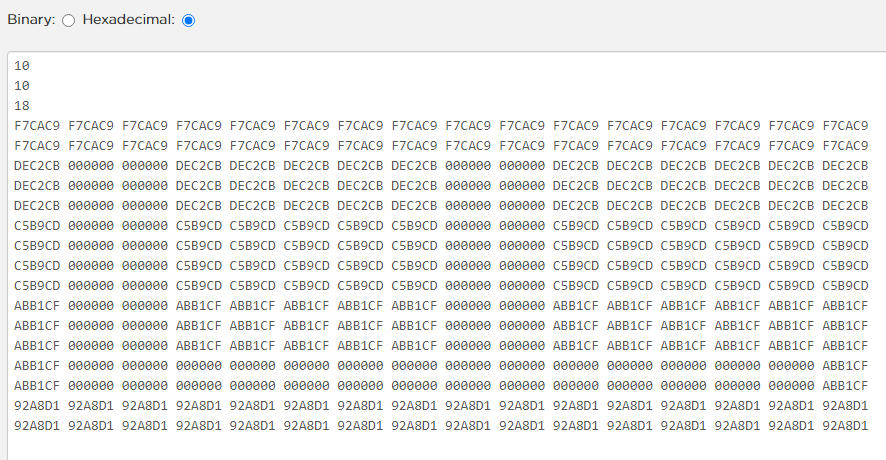 Binary: Hexadecimal:
10
10
18
F7CAC9 F7CAC9 F7CAC9 F7CAC9 F7CAC9 F7CAC9 F7CAC9 F7CAC9 F7CAC9 F7CAC9 F7CAC9 F7CAC9 F7CAC9 F7CAC9 F7CAC9 F7CAC9
F7CAC9 F7CAC9 F7CAC9 F7CAC9 F7CAC9 F7CAC9 F7CAC9 F7CAC9 F7CAC9 F7CAC9 F7CAC9 F7CAC9 F7CAC9 F7CAC9 F7CAC9 F7CAC9
DEC2CB 000000 000000 DEC2CB DEC2CB DEC2CB DEC2CB DEC2CB 000000 000000 DEC2CB DEC2CB DEC2CB DEC2CB DEC2CB DEC2CB
DEC2CB 000000 000000 DEC2CB DEC2CB DEC2CB DEC2CB DEC2CB 000000 000000 DEC2CB DEC2CB DEC2CB DEC2CB DEC2CB DEC2CB
DEC2CB 000000 000000 DEC2CB DEC2CB DEC2CB DEC2CB DEC2CB 000000 000000 DEC2CB DEC2CB DEC2CB DEC2CB DEC2CB DEC2CB
C5B9CD 000000 000000 C5B9CD C5B9CD C5B9CD C5B9CD C5B9CD 000000 000000 C5B9CD C5B9CD C5B9CD C5B9CD C5B9CD C5B9CD
C5B9CD 000000 000000 C5B9CD C5B9CD C5B9CD C5B9CD C5B9CD 000000 000000 C5B9CD C5B9CD C5B9CD C5B9CD C5B9CD C5B9CD
C5B9CD 000000 000000 C5B9CD C5B9CD C5B9CD C5B9CD C5B9CD 000000 000000 C5B9CD C5B9CD C5B9CD C5B9CD C5B9CD C5B9CD
C5B9CD 000000 000000 C5B9CD C5B9CD C5B9CD C5B9CD C5B9CD 000000 000000 C5B9CD C5B9CD C5B9CD C5B9CD C5B9CD C5B9CD
ABB1CF 000000 000000 ABB1CF ABB1CF ABB1CF ABB1CF ABB1CF 000000 000000 ABB1CF ABB1CF ABB1CF ABB1CF ABB1CF ABB1CF
ABB1CF 000000 000000 ABB1CF ABB1CF ABB1CF ABB1CF ABB1CF 000000 000000 ABB1CF ABB1CF ABB1CF ABB1CF ABB1CF ABB1CF
ABB1CF 000000 000000 ABB1CF ABB1CF ABB1CF ABB1CF ABB1CF 000000 000000 ABB1CF ABB1CF ABB1CF ABB1CF ABB1CF ABB1CF
ABB1CF 000000 000000 000000 000000 000000 000000 000000 000000 000000 000000 000000 000000 000000 000000 ABB1CF
ABB1CF 000000 000000 000000 000000 000000 000000 000000 000000 000000 000000 000000 000000 000000 000000 ABB1CF
92A8D1 92A8D1 92A8D1 92A8D1 92A8D1 92A8D1 92A8D1 92A8D1 92A8D1 92A8D1 92A8D1 92A8D1 92A8D1 92A8D1 92A8D1 92A8D1
92A8D1 92A8D1 92A8D1 92A8D1 92A8D1 92A8D1 92A8D1 92A8D1 92A8D1 92A8D1 92A8D1 92A8D1 92A8D1 92A8D1 92A8D1 92A8D1